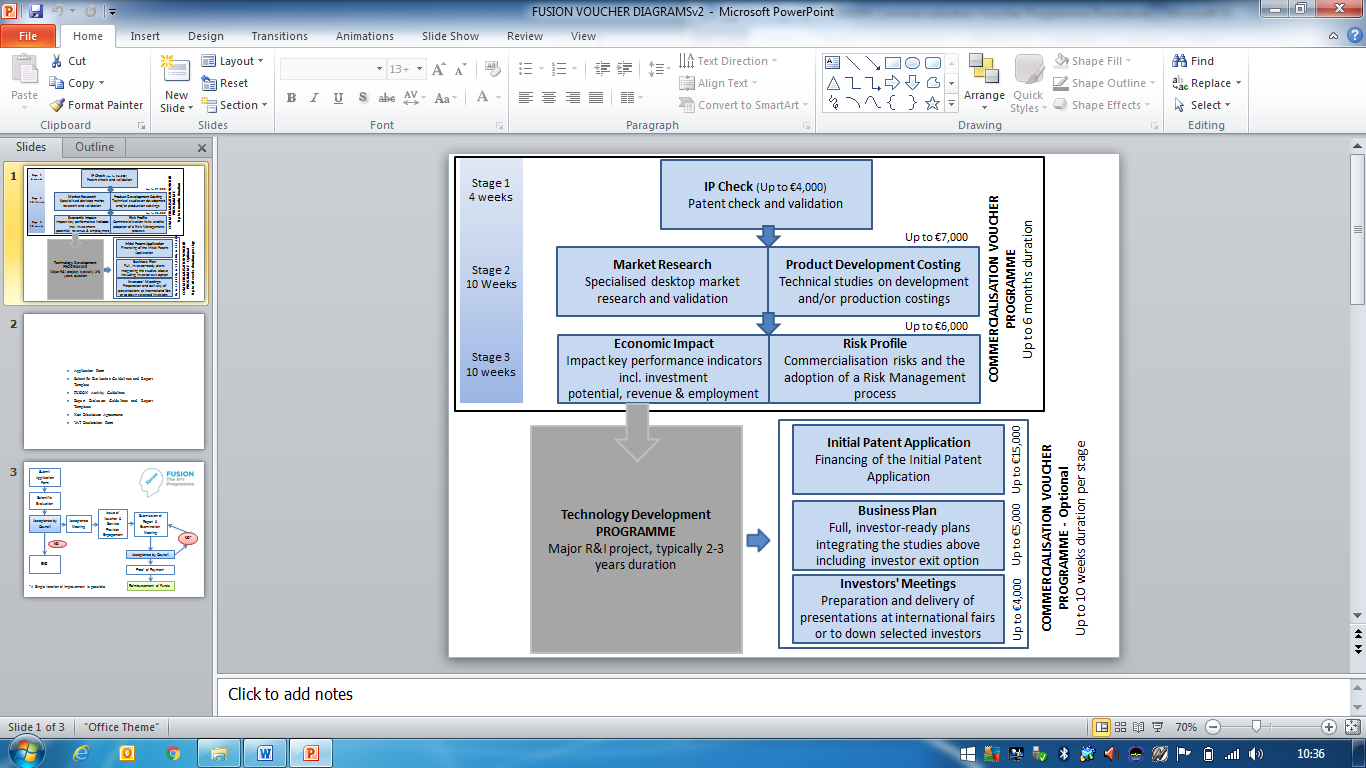 FUSION VOUCHER DIAGRAMSv2 - Microsoft PowerPoint
File Home Insert Design Transitions Animations Slide Show Review View
Paste
Cut
Copy
Format Painter
Clipboard
New Slide
Layout
Reset
Section
Slides
13+
Font
Text Direction
Align Text
Convert to SmartArt
Paragraph
Arrange
Quick Styles
Shape Fill
Shape Outline
Shape Effects
Drawing
Find
Replace
Select
Editing
Slides Outline
1
2
3
Stage 1
4 weeks
IP Check (Up to €4,000)
Patent check and validation
Up to €7,000
Stage 2
10 Weeks
Market Research
Specialised desktop market
research and validation
Product Development Costing
Technical studies on development
and/or production costings
Up to €6,000
Stage 3
10 weeks
Economic Impact
Impact key performance indicators
incl. investment
potential, revenue & employment
Risk Profile
Commercialisation risks and the
adoption of a Risk Management
process
COMMERCIALISATION VOUCHER
PROGRAMME
Up to 6 months duration
Technology Development
PROGRAMME
Major R&I project, typically 2-3
years duration
Initial Patent Application
Financing of the Initial Patent
Application
Up to €15,000
Business Plan
Full, investor-ready plans
integrating the studies above
including investor exit option
Up to €5,000
Investors' Meetings
Preparation and delivery of
presentations at international fairs
or to down selected investors
Up to €4,000
COMMERCIALISATION VOUCHER
PROGRAMME - Optional
Up to 10 weeks duration per stage
Click to add notes
Slide 1 of 3 "Office Theme" 70%
10:36